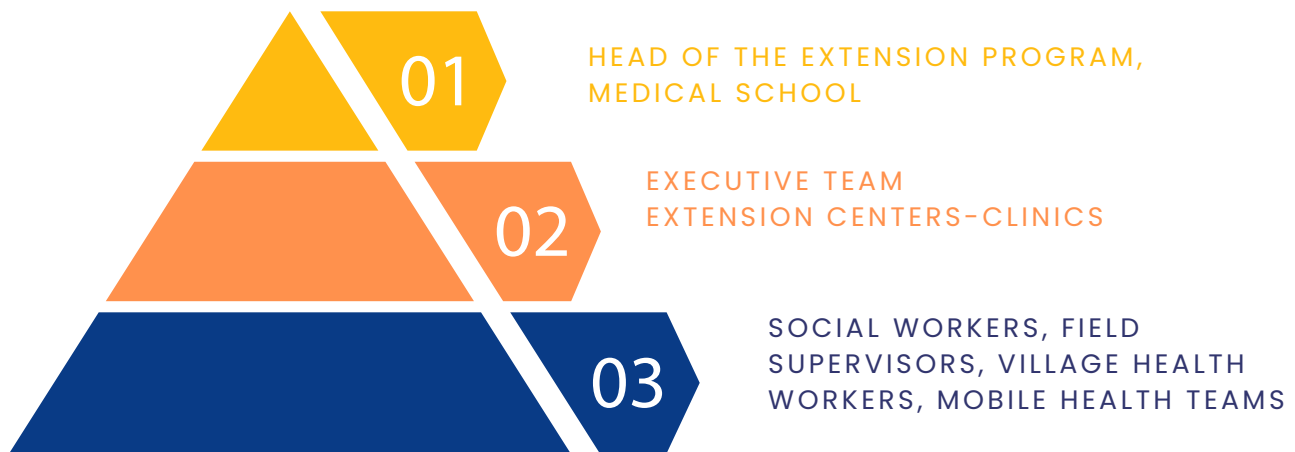 01
HEAD OF THE EXTENSION PROGRAM,
MEDICAL SCHOOL
02
EXECUTIVE TEAM
EXTENSION CENTERS-CLINICS
03
SOCIAL WORKERS, FIELD
SUPERVISORS, VILLAGE HEALTH
WORKERS, MOBILE HEALTH TEAMS